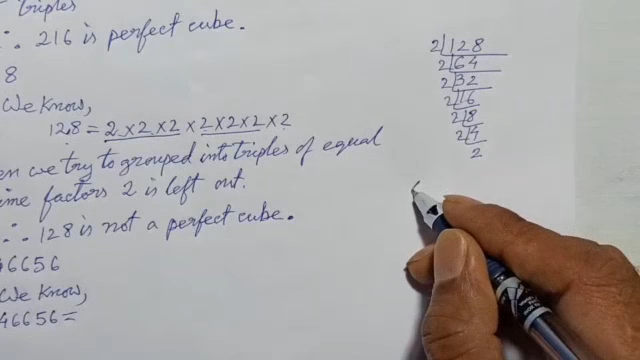 triples
∴ 216 is perfect cube.
8
We Know,
128 = 2 × 2 × 2 × 2 × 2 × 2 × 2
en we try to grouped into triples of equal
ime factors 2 is left out.
∴ 128 is not a perfect cube.
46656
We Know,
46656 =
2 128
2 64
2 32
2 16
2 8
2 4
2